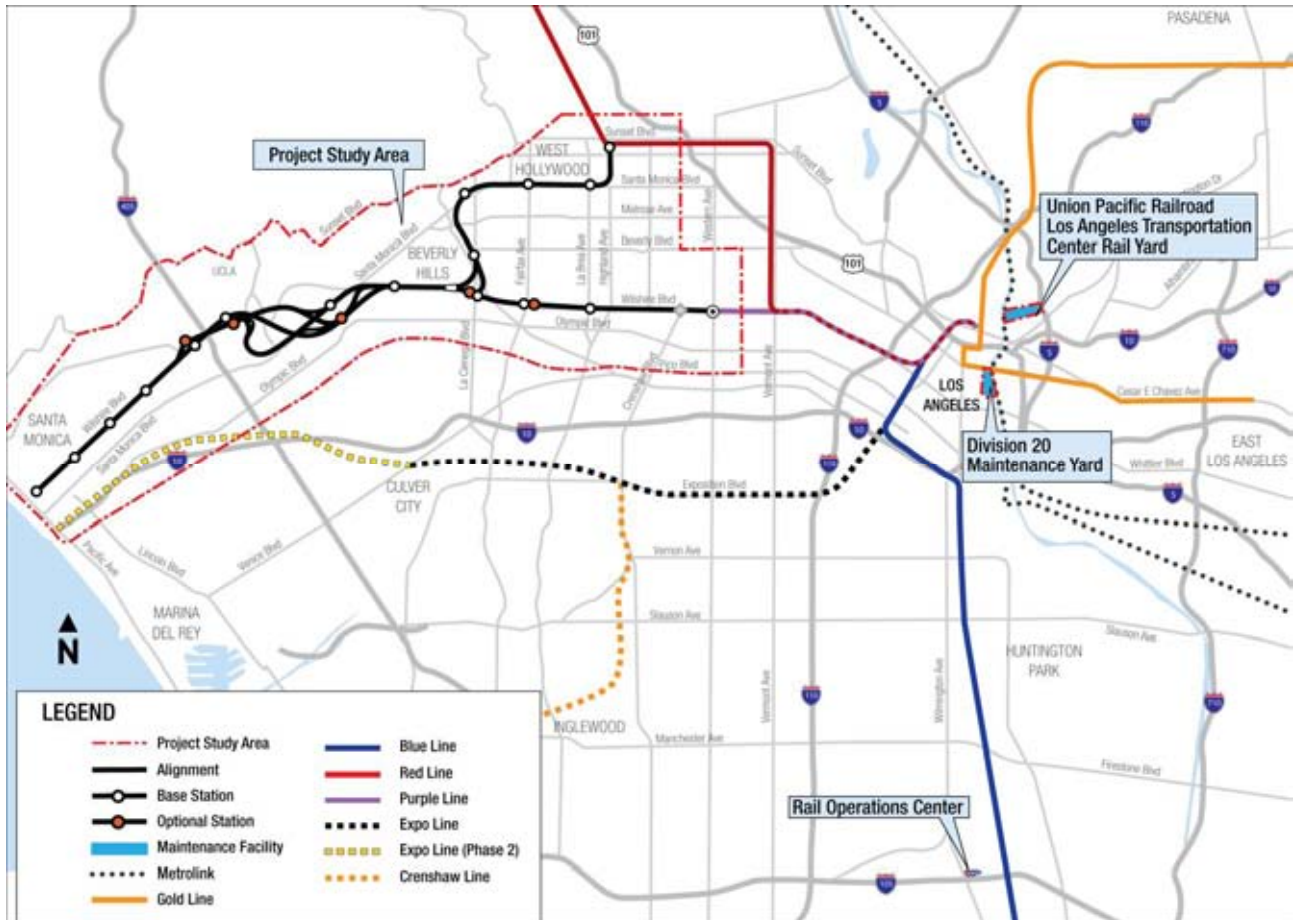 PASADENA
101
5
110
Sunset Blvd
Project Study Area
WEST
HOLLYWOOD
Sunset Blvd
Santa Monica Blvd
Union Pacific Railroad
Los Angeles Transportation
Center Rail Yard
405
Sunset Blvd
Melrose Ave
Western Ave
Santa Monica Blvd
BEVERLY
HILLS
Fairfax Ave
La Brea Ave
Highland Ave
Beverly Blvd
101
UCLA
Wilshire Blvd
10
Olympic Blvd
La Cienega Blvd
Vermont Ave
5
10
710
Olympic Blvd
LOS
ANGELES
Cesar E Chavez Ave
SANTA
MONICA
Wilshire Blvd
Santa Monica Blvd
10
10
Division 20
Maintenance Yard
EAST
LOS ANGELES
Whittier Blvd
CULVER
CITY
Exposition Blvd
5
Pacific Ave
Lincoln Blvd
Venice Blvd
Vernon Ave
MARINA
DEL REY
Slauson Ave
Slauson Ave
N
HUNTINGTON
PARK
Vermont Ave
Wilmington Ave
110
710
INGLEWOOD
Manchester Ave
Firestone Blvd
Rail Operations Center
105
LEGEND
Project Study Area
Alignment
Base Station
Optional Station
Maintenance Facility
Metrolink
Gold Line
Blue Line
Red Line
Purple Line
Expo Line
Expo Line (Phase 2)
Crenshaw Line